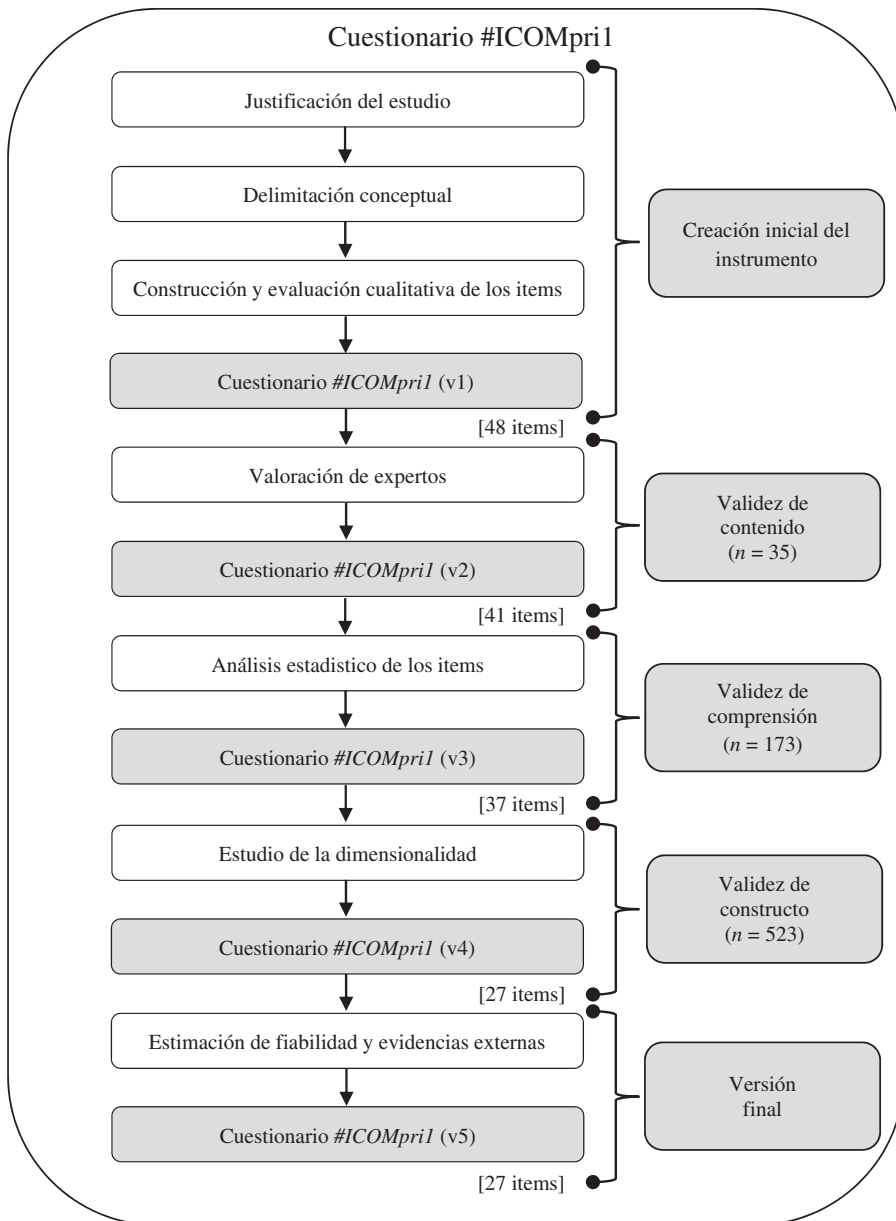 Cuestionario #ICOMpri1
Justificación del estudio
Delimitación conceptual
Construcción y evaluación cualitativa de los items
Cuestionario #ICOMpri1 (v1)
[48 items]
Creación inicial del
instrumento
Valoración de expertos
Cuestionario #ICOMpri1 (v2)
[41 items]
Validez de
contenido
(n = 35)
Análisis estadistico de los items
Cuestionario #ICOMpri1 (v3)
[37 items]
Validez de
comprensión
(n = 173)
Estudio de la dimensionalidad
Cuestionario #ICOMpri1 (v4)
[27 items]
Validez de
constructo
(n = 523)
Estimación de fiabilidad y evidencias externas
Cuestionario #ICOMpri1 (v5)
[27 items]
Versión
final